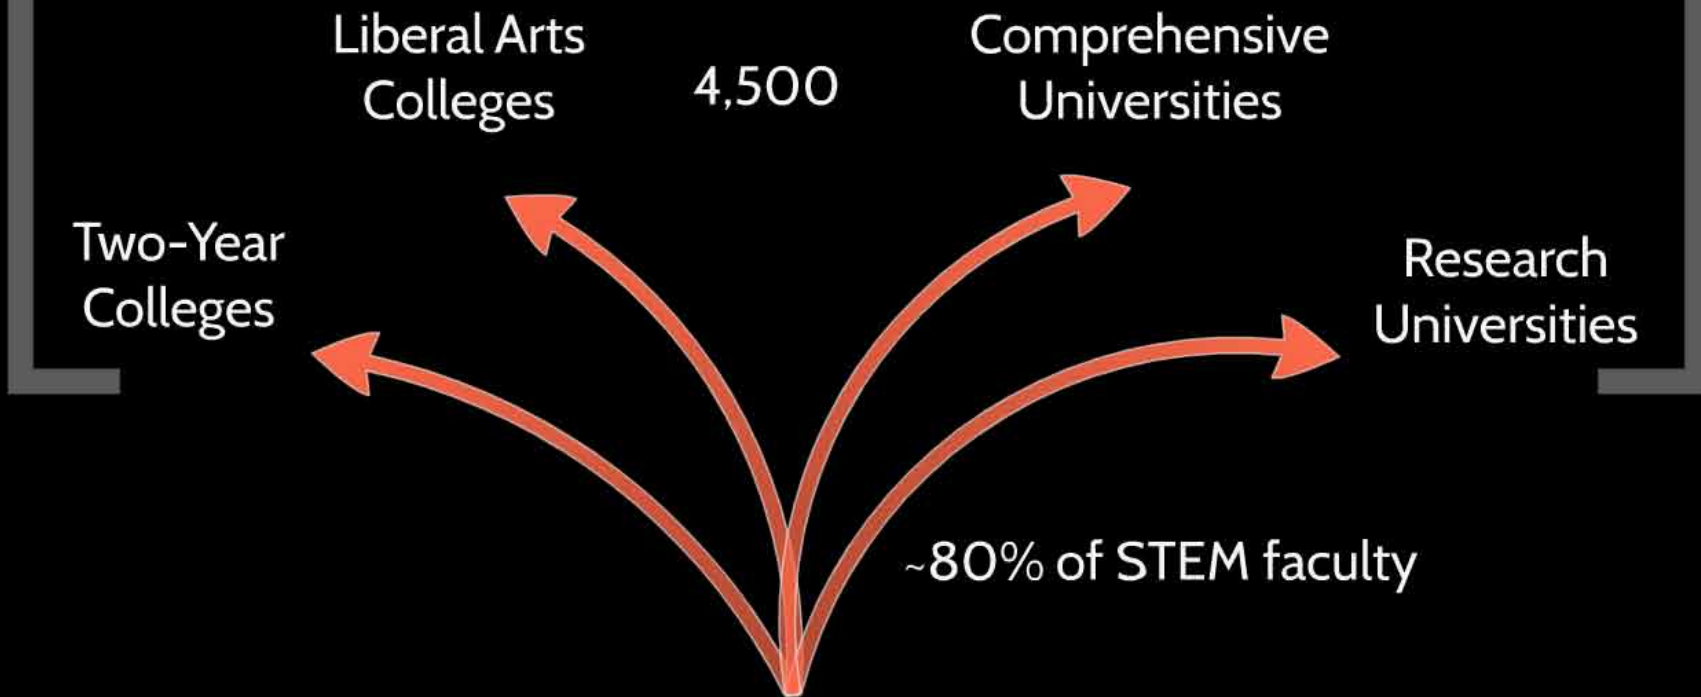 Liberal Arts
Colleges
4,500
Comprehensive
Universities
Two-Year
Colleges
Research
Universities
~80% of STEM faculty